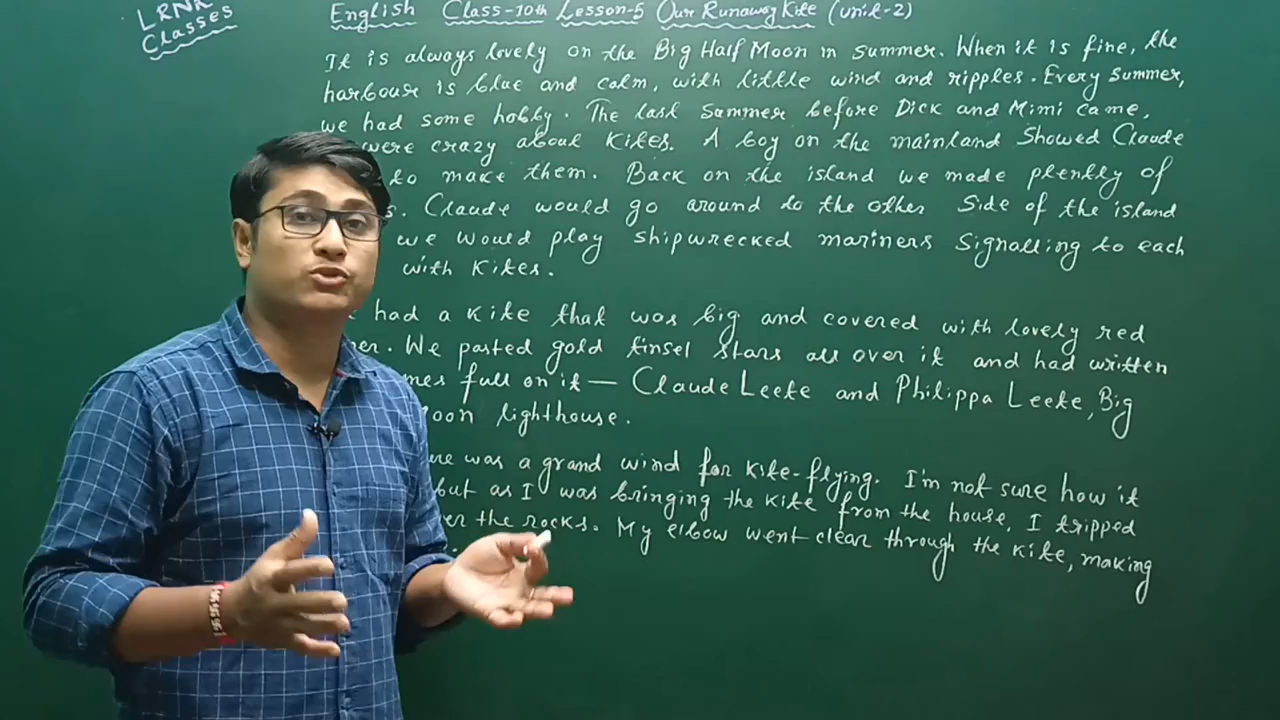 LRNR
Classes
English Class-10th Lesson-5 Our Runaway Kite (unit-2)
It is always lovely on the Big Half Moon in summer. When it is fine, the
harbour is blue and calm, with little wind and ripples. Every summer,
we had some hobby. The last summer before Dick and Mimi came,
were crazy about Kites. A boy on the mainland Showed Claude
to make them. Back on the island we made plenty of
s. Claude would go around to the other Side of the island
we would play shipwrecked mariners Signalling to each
with Kites.
had a Kite that was big and covered with lovely red
er. We pasted gold tinsel stars all over it and had written
mes full on it — Claude Leete and Philippa Leete, Big
oon lighthouse.
ere was a grand wind for Kite-flying. I'm not sure how it
but as I was bringing the kite from the house, I tripped
er the rocks. My elbow went clear through the kite, making